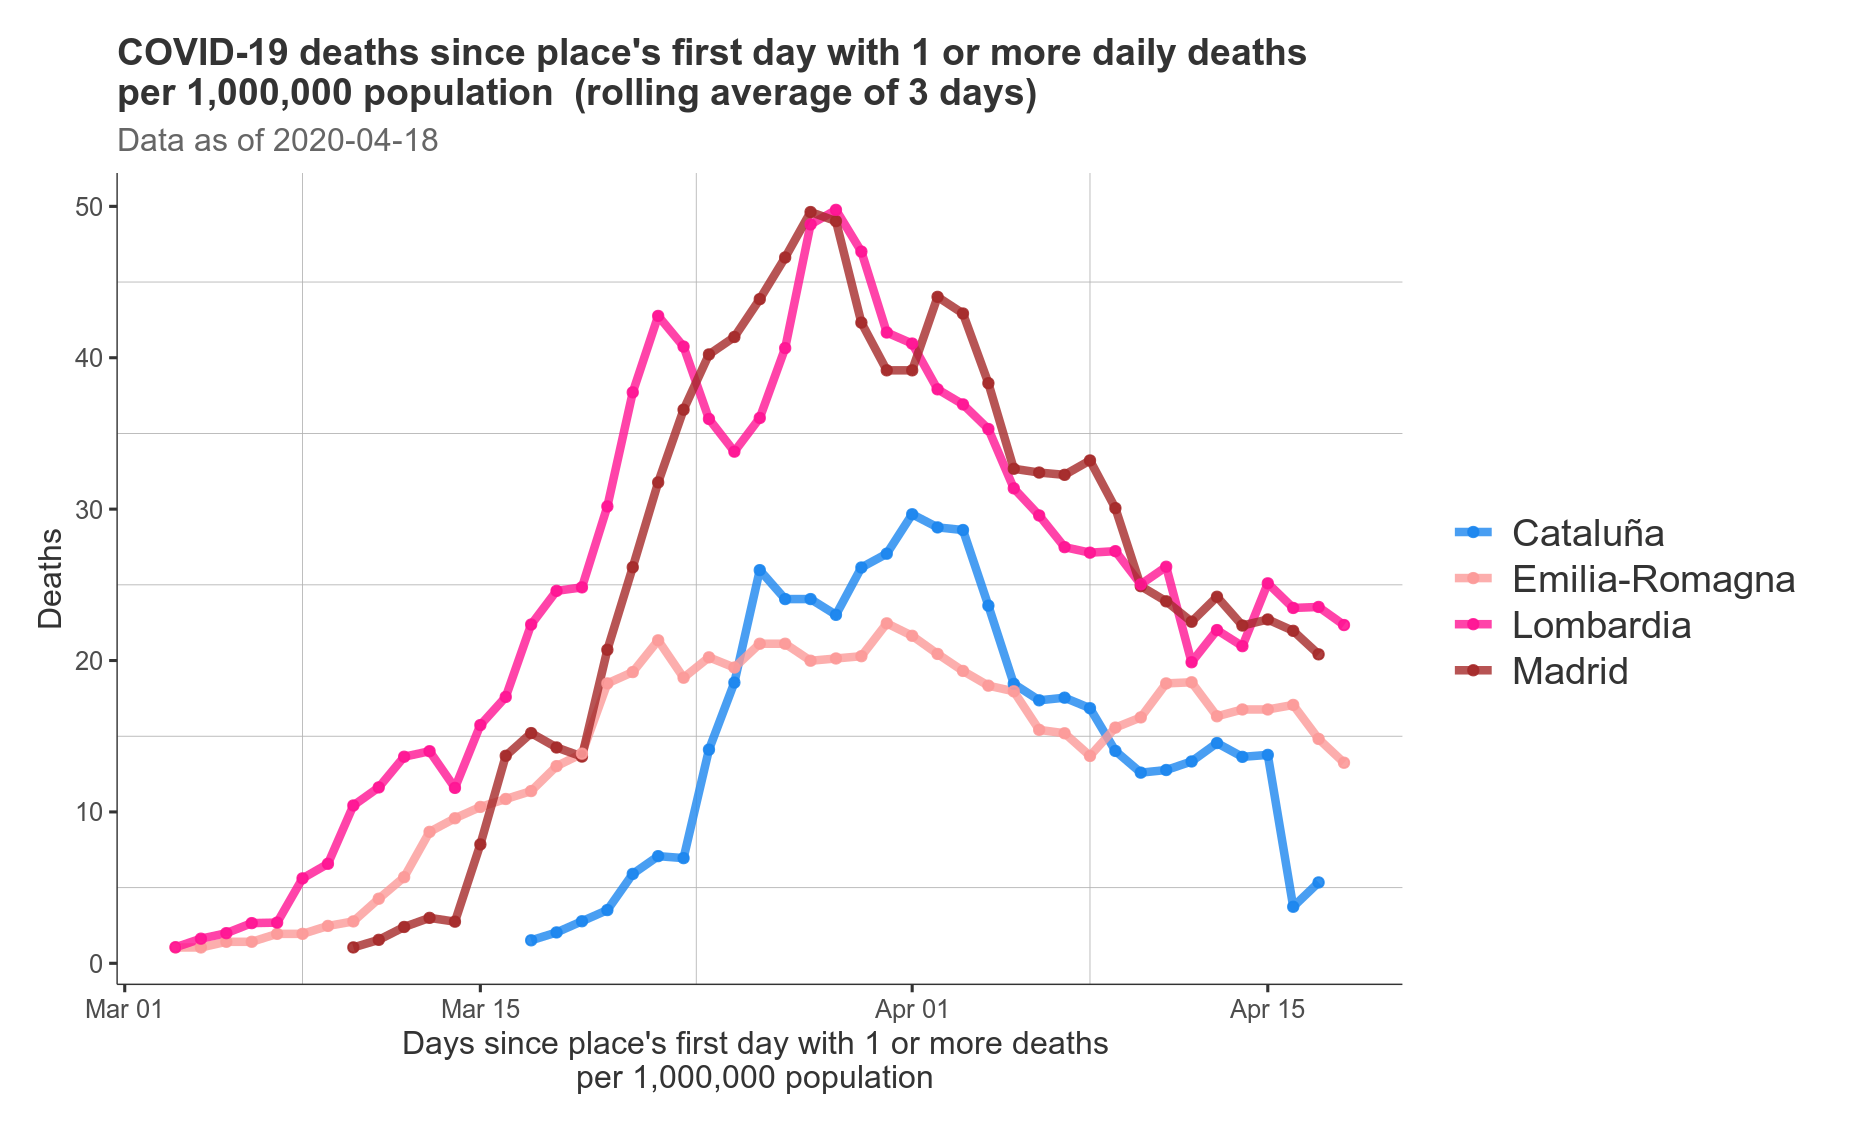 COVID-19 deaths since place's first day with 1 or more daily deaths
per 1,000,000 population  (rolling average of 3 days)
Data as of 2020-04-18
Deaths
50
40
30
20
10
0
Mar 01
Mar 15
Apr 01
Apr 15
Days since place's first day with 1 or more deaths
per 1,000,000 population
Cataluña
Emilia-Romagna
Lombardia
Madrid